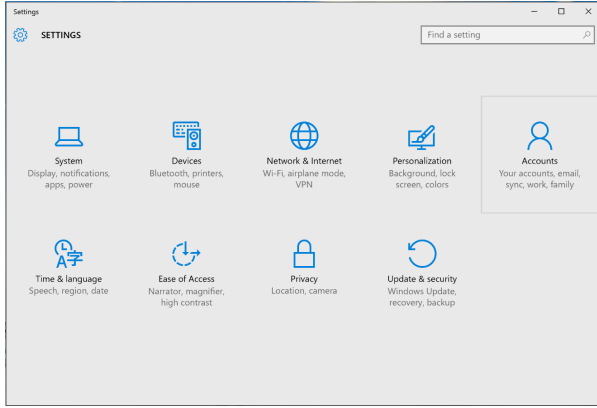 Settings
SETTINGS
Find a setting
System
Display, notifications,
apps, power
Devices
Bluetooth, printers,
mouse
Network & Internet
Wi-Fi, airplane mode,
VPN
Personalization
Background, lock
screen, colors
Accounts
Your accounts, email,
sync, work, family
A字
Time & language
Speech, region, date
Ease of Access
Narrator, magnifier,
high contrast
Privacy
Location, camera
Update & security
Windows Update,
recovery, backup